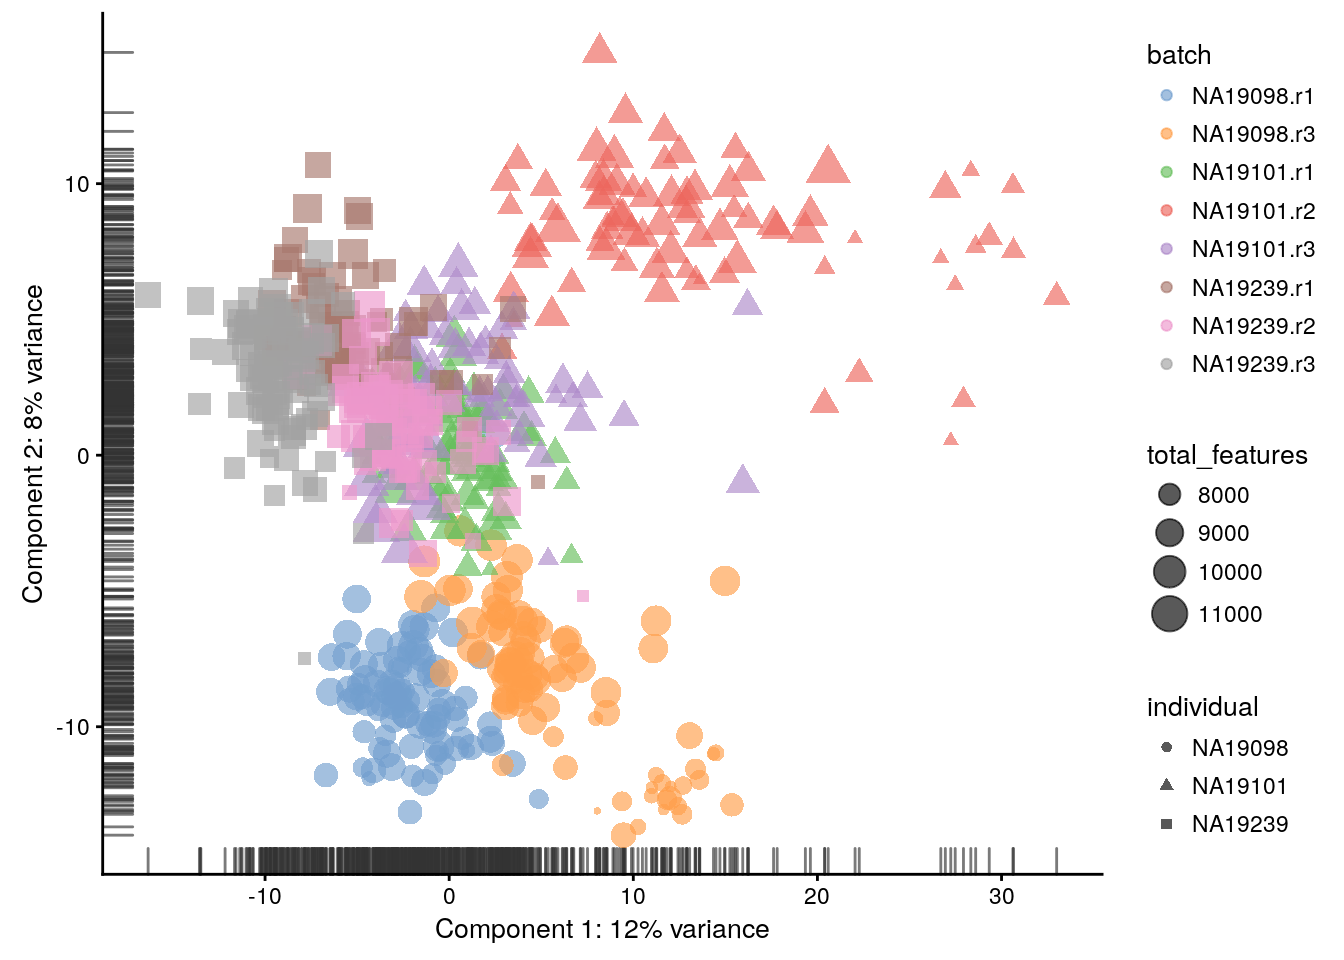 batch
NA19098.r1
NA19098.r3
NA19101.r1
NA19101.r2
NA19101.r3
NA19239.r1
NA19239.r2
NA19239.r3
total_features
8000
9000
10000
11000
individual
NA19098
NA19101
NA19239
Component 2: 8% variance
10
0
-10
-10
0
10
20
30
Component 1: 12% variance